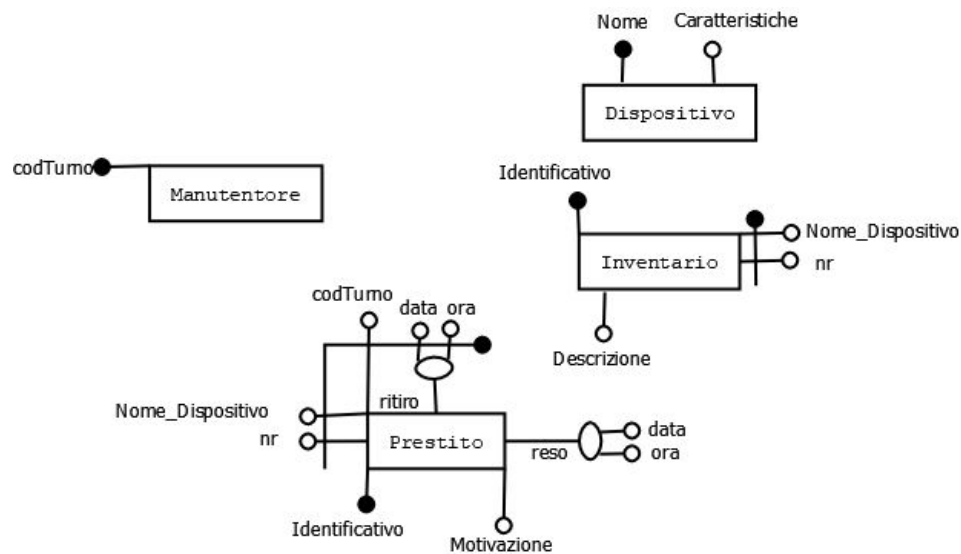 Nome Caratteristiche
Dispositivo
codTurno
Manutentore
Identificativo
Nome_Dispositivo
Inventario
nr
codTurno
data ora
Descrizione
Nome_Dispositivo
ritiro
nr
Prestito
data
reso
ora
Identificativo
Motivazione